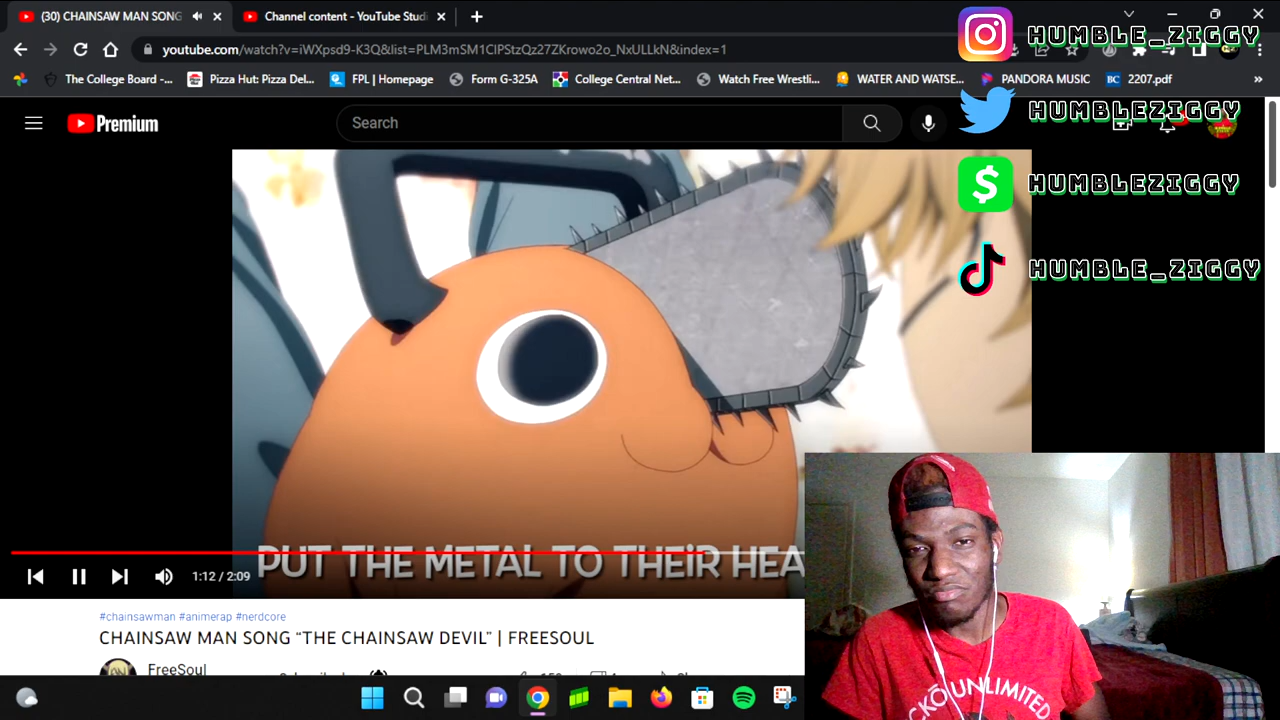 (30) CHAINSAW MAN SONG
Channel content - YouTube Studi
youtube.com/watch?v=iWXpsd9-K3Q&list=PLM3mSM1ClPStzQz27ZKrowo2o_NxULLkN&index=1
The College Board -...
Pizza Hut: Pizza Del...
FPL | Homepage
Form G-325A
College Central Net...
Watch Free Wrestli...
WATER AND WATSE...
PANDORA MUSIC
BC 2207.pdf
HUMBLE_ZIGGY
HUMBLEZIGGY
HUMBLEZIGGY
HUMBLE_ZIGGY
Premium
Search
PUT THE METAL TO THEIR HEA
1:12 / 2:09
#chainsawman #animerap #nerdcore
CHAINSAW MAN SONG “THE CHAINSAW DEVIL” | FREESOUL
FreeSoul
UNLIMITED